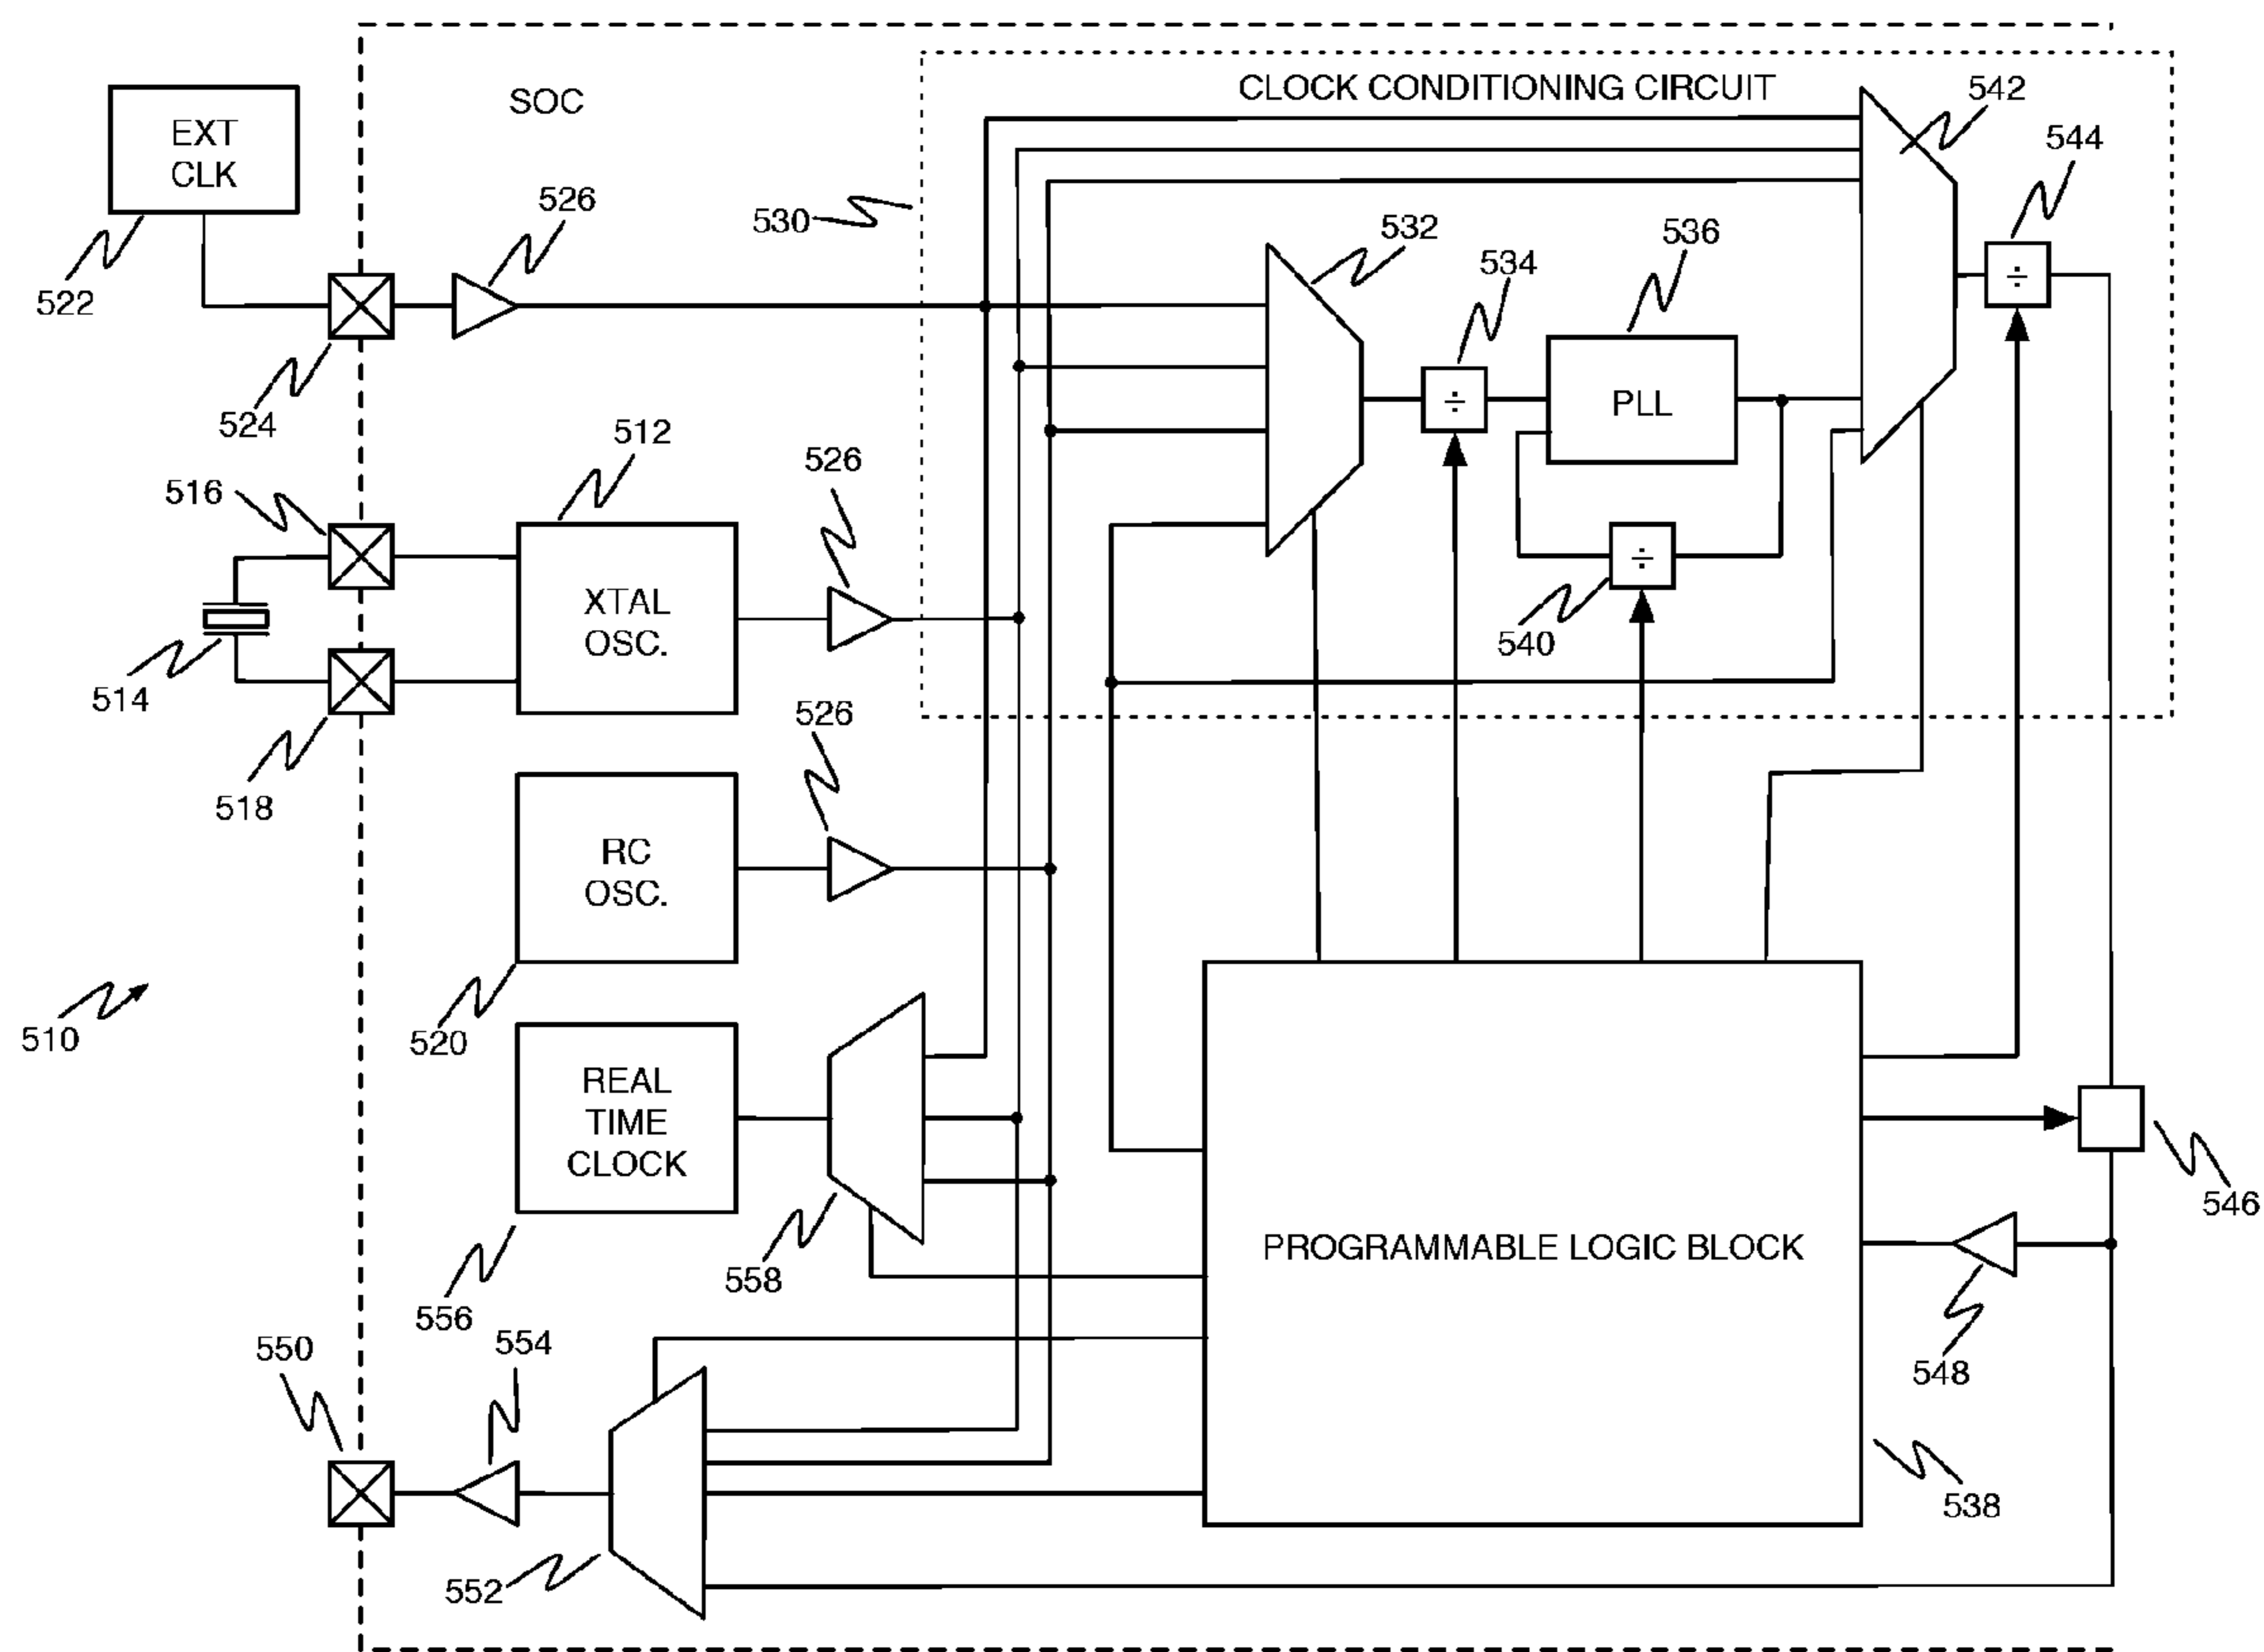 SOC
CLOCK CONDITIONING CIRCUIT
542
EXT
CLK
544
526
530
532
536
534
522
÷
÷
PLL
524
512
526
516
÷
XTAL
OSC.
540
514
526
518
RC
OSC.
510
520
REAL
TIME
CLOCK
546
PROGRAMMABLE LOGIC BLOCK
558
556
550
554
548
538
552